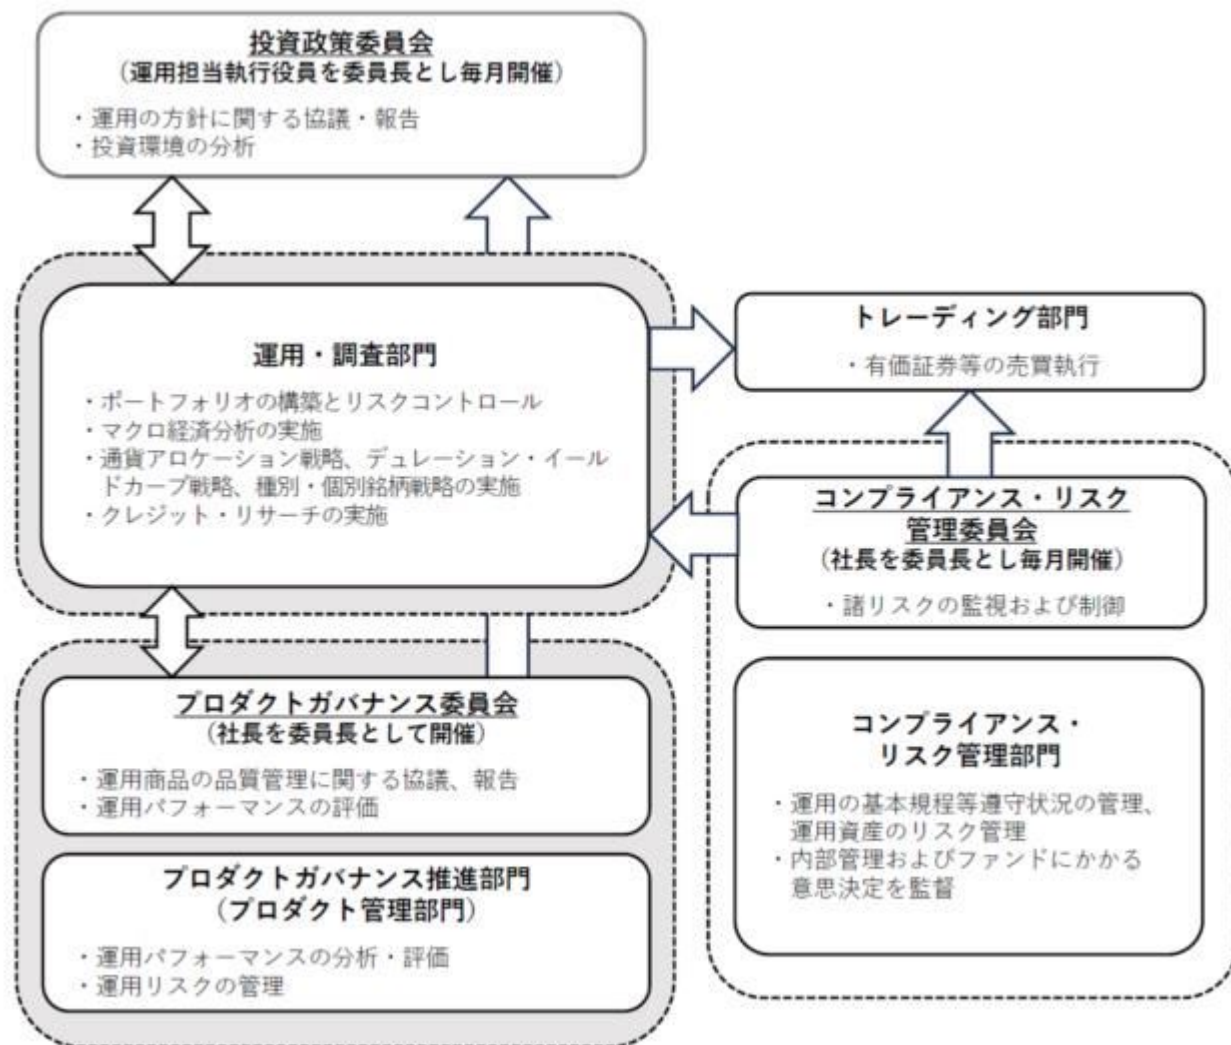 投資政策委員会
（運用担当執行役員を委員長とし毎月開催）
・運用の方針に関する協議・報告
・投資環境の分析
運用・調査部門
・ポートフォリオの構築とリスクコントロール
・マクロ経済分析の実施
・通貨アロケーション戦略、デュレーション・イール
ドカーブ戦略、種別・個別銘柄戦略の実施
・クレジット・リサーチの実施
トレーディング部門
・有価証券等の売買執行
コンプライアンス・リスク
管理委員会
（社長を委員長とし毎月開催）
・諸リスクの監視および制御
プロダクトガバナンス委員会
（社長を委員長として開催）
・運用商品の品質管理に関する協議、報告
・運用パフォーマンスの評価
プロダクトガバナンス推進部門
（プロダクト管理部門）
・運用パフォーマンスの分析・評価
・運用リスクの管理
コンプライアンス・
リスク管理部門
・運用の基本規程等遵守状況の管理、
運用資産のリスク管理
・内部管理およびファンドにかかる
意思決定を監督